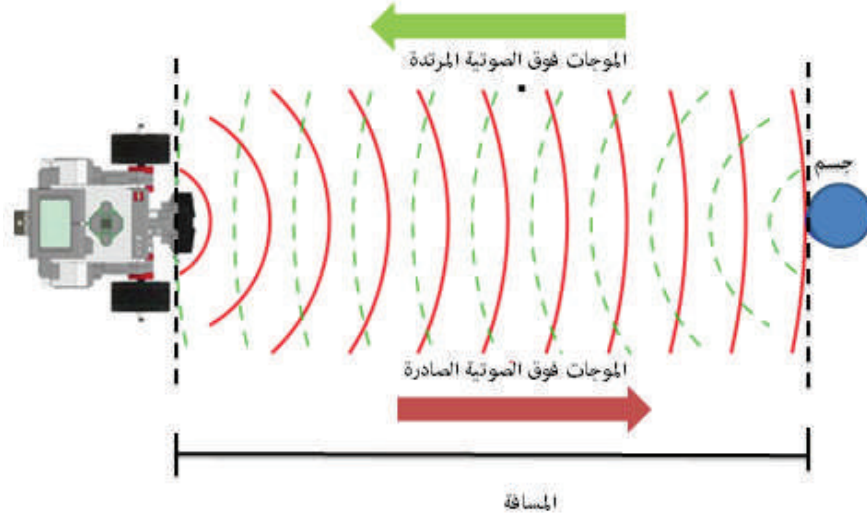 الموجات فوق الصوتية المرتدة
جسم
الموجات فوق الصوتية الصادرة
المسافة